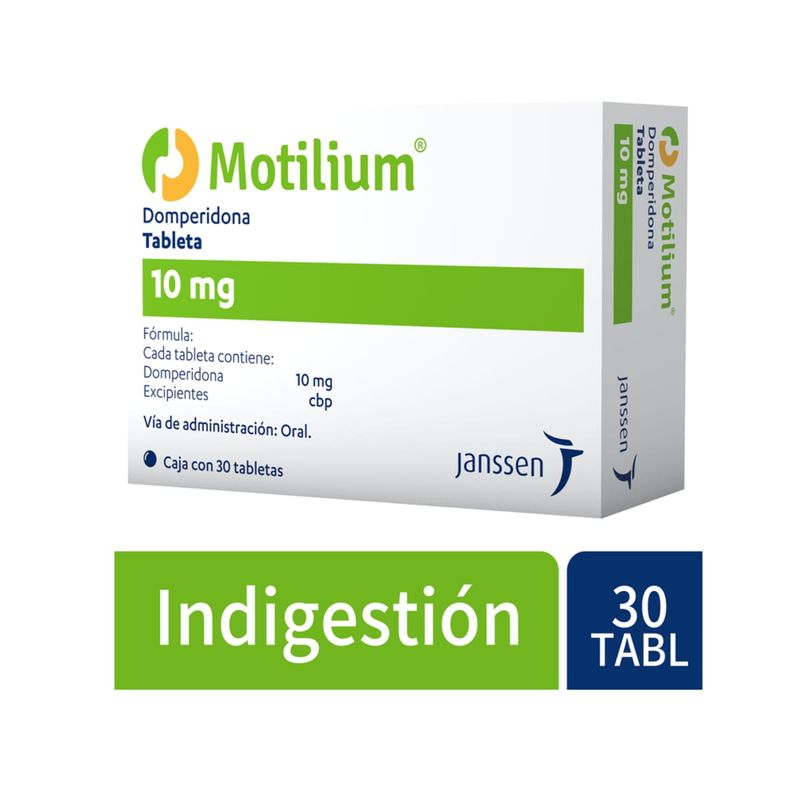 Motilium®
Domperidona
Tableta
10 mg
Fórmula:
Cada tableta contiene:
Domperidona 10 mg
Excipientes cbp
Vía de administración: Oral.
Caja con 30 tabletas
Janssen
Motilium®
Domperidona
Tableta
10 mg
Janssen
Indigestión
30
TABL